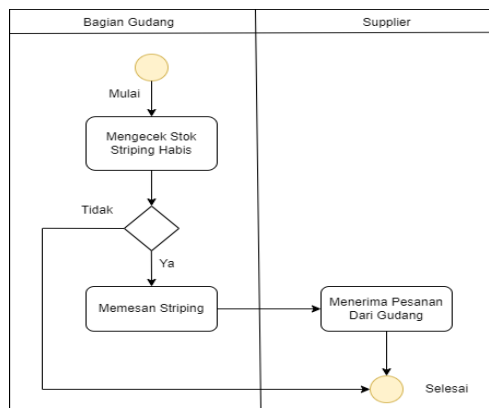 Bagian Gudang
Supplier
Mulai
Mengecek Stok
Striping Habis
Tidak
Ya
Memesan Striping
Menerima Pesanan
Dari Gudang
Selesai